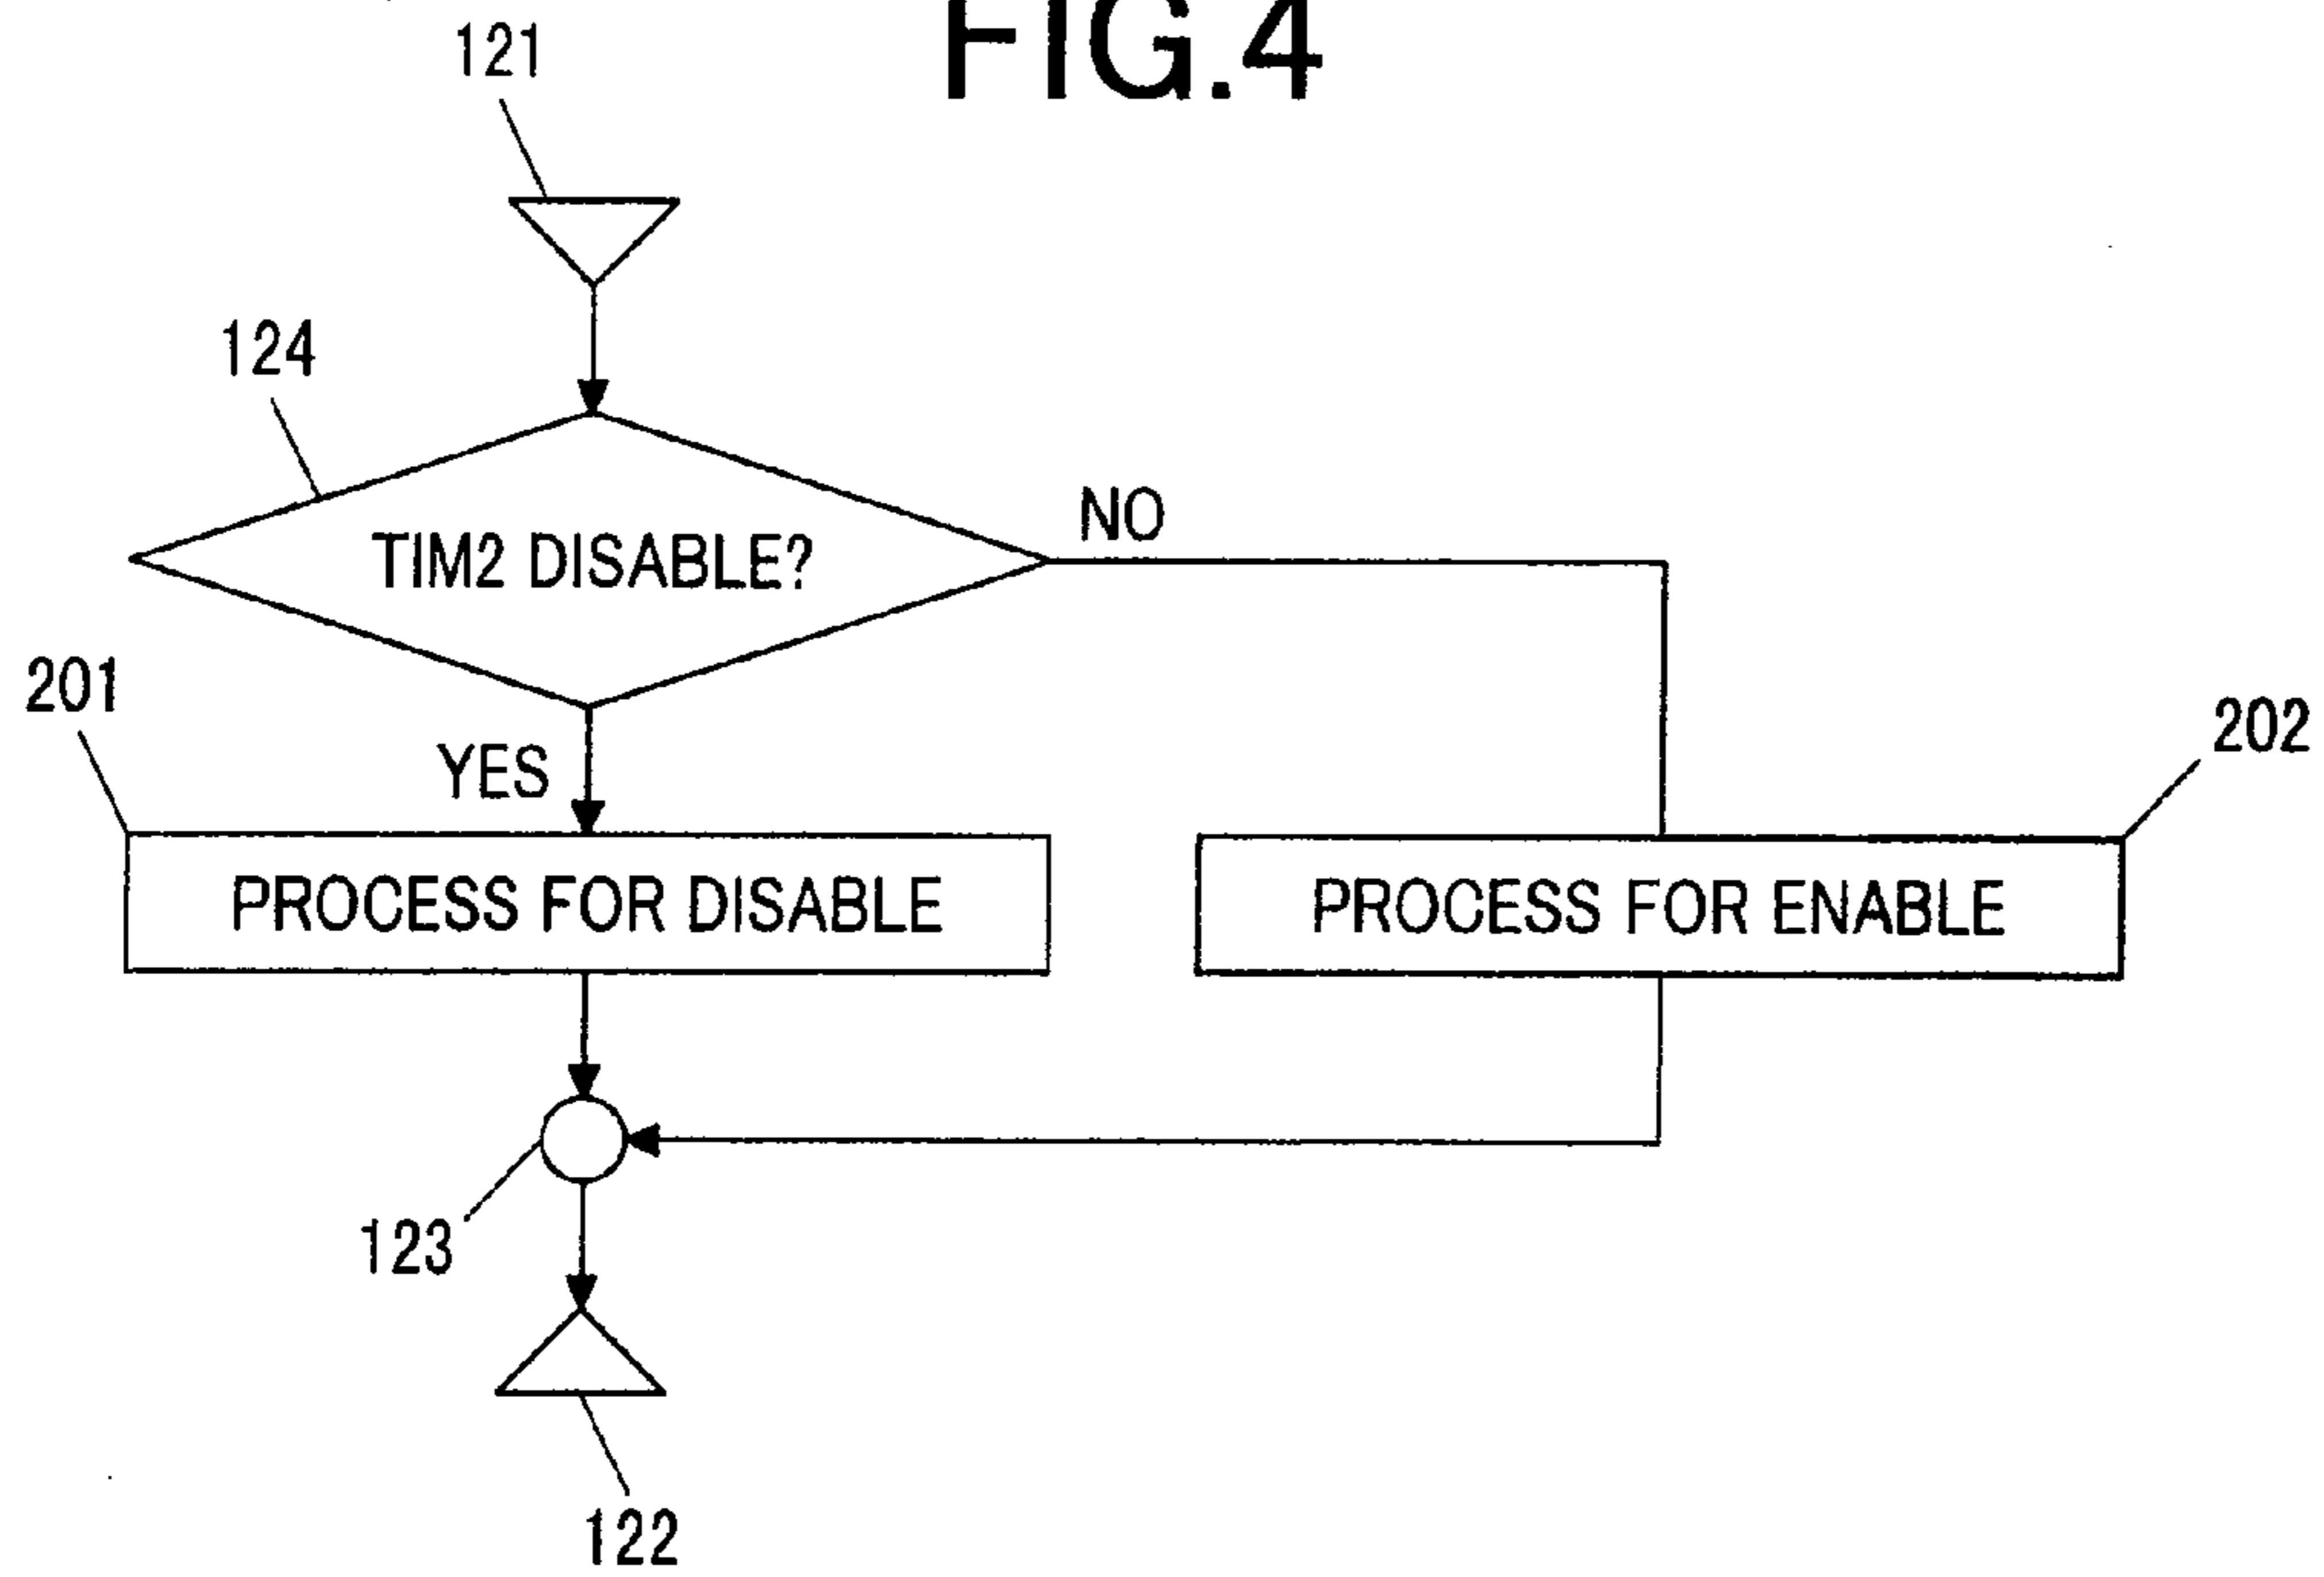 FIG.4
121
124
TIM2 DISABLE?
NO
201
202
YES
PROCESS FOR DISABLE
PROCESS FOR ENABLE
123
122